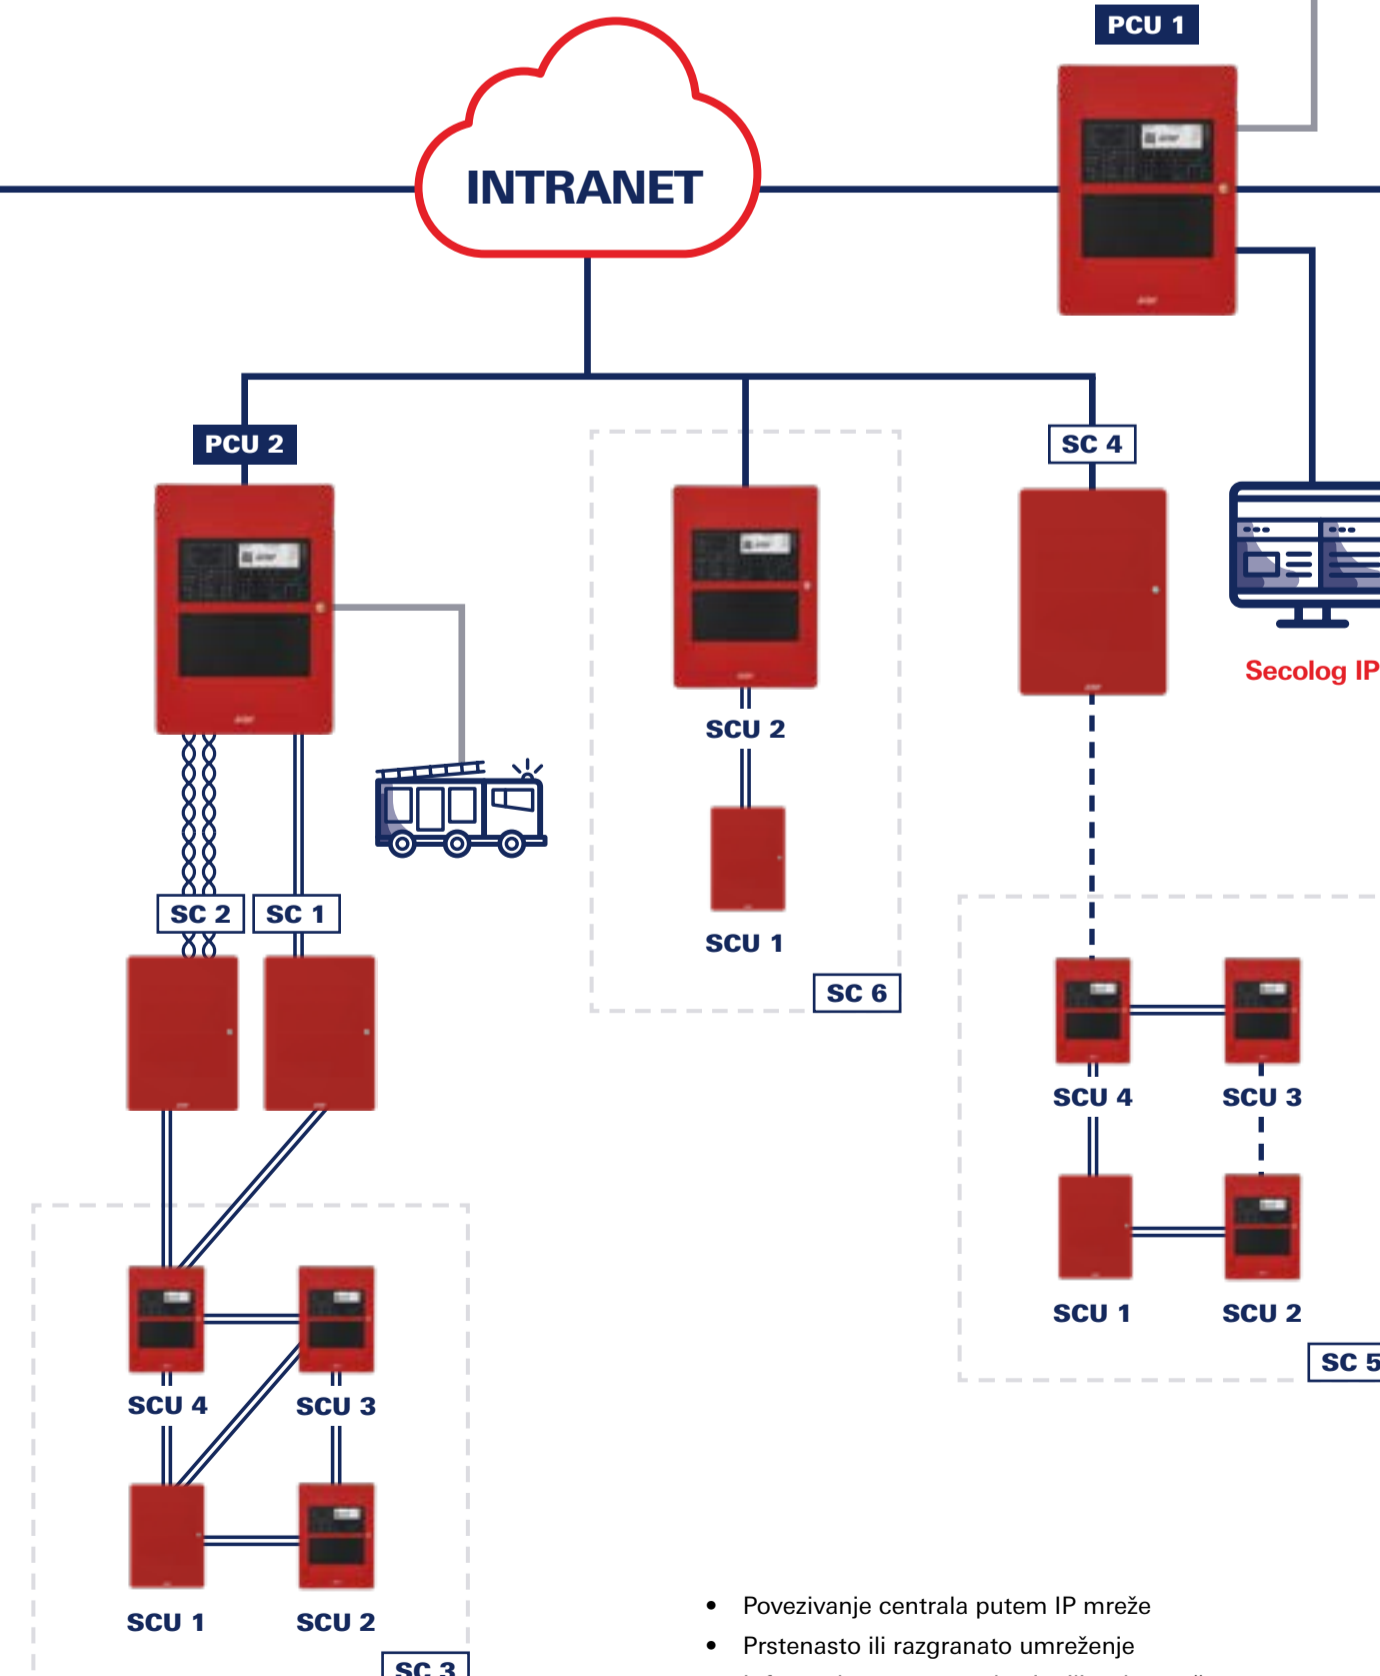 PCU 1
INTRANET
PCU 2
SC 4
Secolog IP
SCU 2
SC 2
SC 1
SCU 1
SC 6
SCU 4
SCU 3
SCU 1
SCU 2
SC 5
SCU 4
SCU 3
SCU 1
SCU 2
SC 3
• Povezivanje centrala putem IP mreže
• Prstenasto ili razgranato umreženje